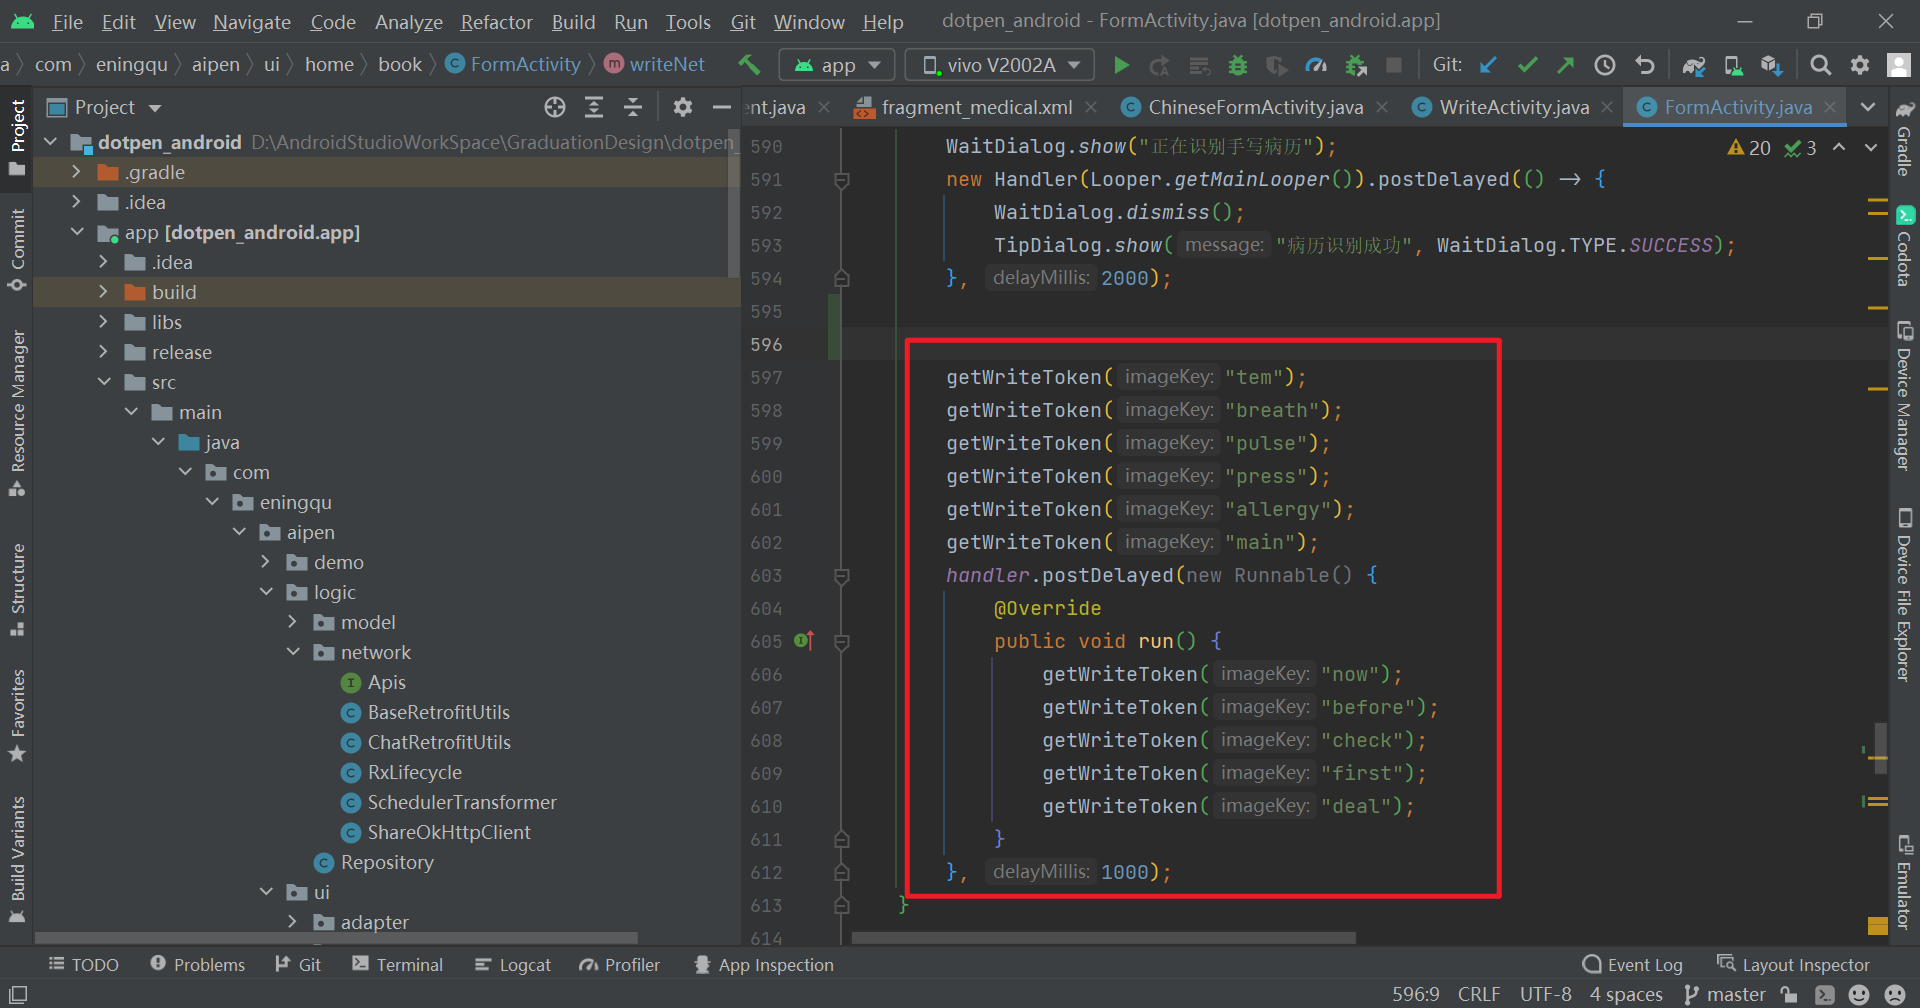 File Edit View Navigate Code Analyze Refactor Build Run Tools Git Window Help dotpen_android - FormActivity.java [dotpen_android.app]
a com eningqu aipen ui home book FormActivity writeNet app vivo V2002A Git:
Project
ent.java fragment_medical.xml ChineseFormActivity.java WriteActivity.java FormActivity.java
dotpen_android D:\AndroidStudioWorkSpace\GraduationDesign\dotpen_
.gradle
.idea
app [dotpen_android.app]
.idea
build
libs
release
src
main
java
com
eningqu
aipen
demo
logic
model
network
Apis
BaseRetrofitUtils
ChatRetrofitUtils
RxLifecycle
SchedulerTransformer
ShareOkHttpClient
Repository
ui
adapter
20 3
590 WaitDialog.show("正在识别手写病历");
591 new Handler(Looper.getMainLooper()).postDelayed(() → {
592 WaitDialog.dismiss();
593 TipDialog.show( message: "病历识别成功", WaitDialog.TYPE.SUCCESS);
594 }, delayMillis: 2000);
595
596
597 getWriteToken( imageKey: "tem");
598 getWriteToken( imageKey: "breath");
599 getWriteToken( imageKey: "pulse");
600 getWriteToken( imageKey: "press");
601 getWriteToken( imageKey: "allergy");
602 getWriteToken( imageKey: "main");
603 handler.postDelayed(new Runnable() {
604 @Override
605 public void run() {
606 getWriteToken( imageKey: "now");
607 getWriteToken( imageKey: "before");
608 getWriteToken( imageKey: "check");
609 getWriteToken( imageKey: "first");
610 getWriteToken( imageKey: "deal");
611 }
612 }, delayMillis: 1000);
613 }
614
Project
Commit
Resource Manager
Structure
Favorites
Build Variants
Gradle
Codota
Device Manager
Device File Explorer
Emulator
TODO Problems Git Terminal Logcat Profiler App Inspection Event Log Layout Inspector
596:9 CRLF UTF-8 4 spaces master